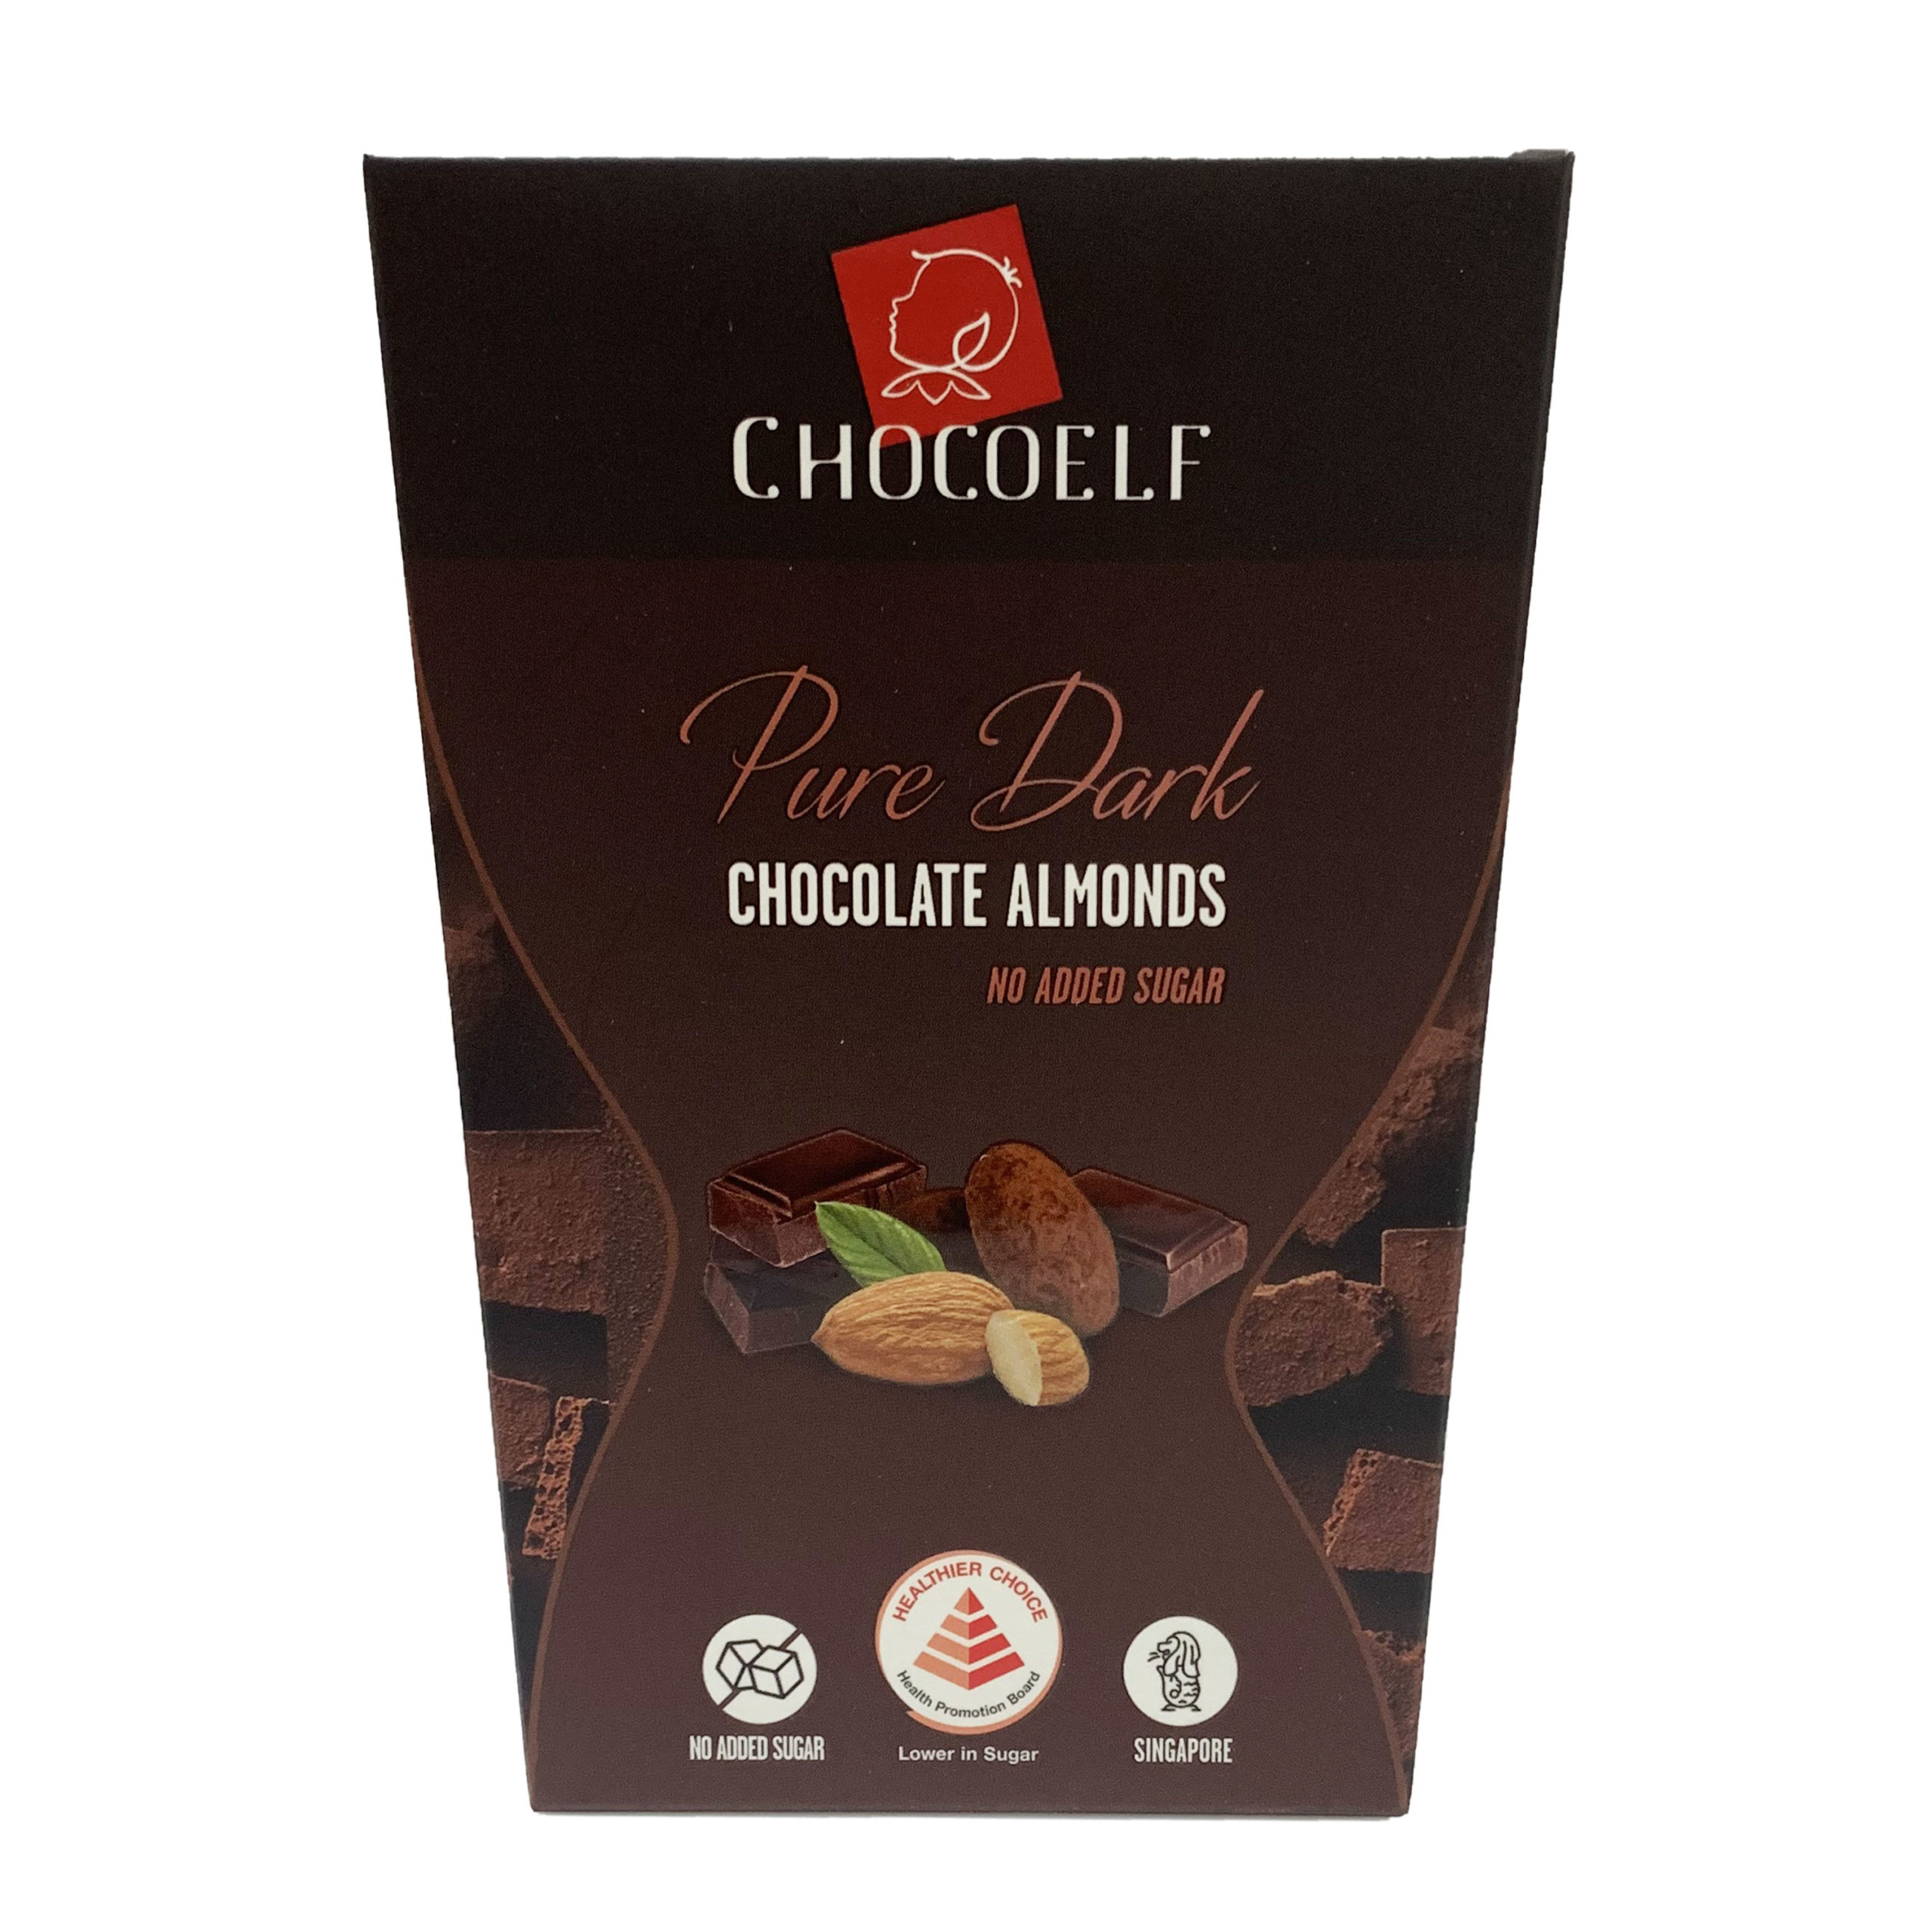 CHOCOELF
Pure Dark
CHOCOLATE ALMONDS
NO ADDED SUGAR
HEALTHIER CHOICE
Health Promotion Board
NO ADDED SUGAR
Lower in Sugar
SINGAPORE